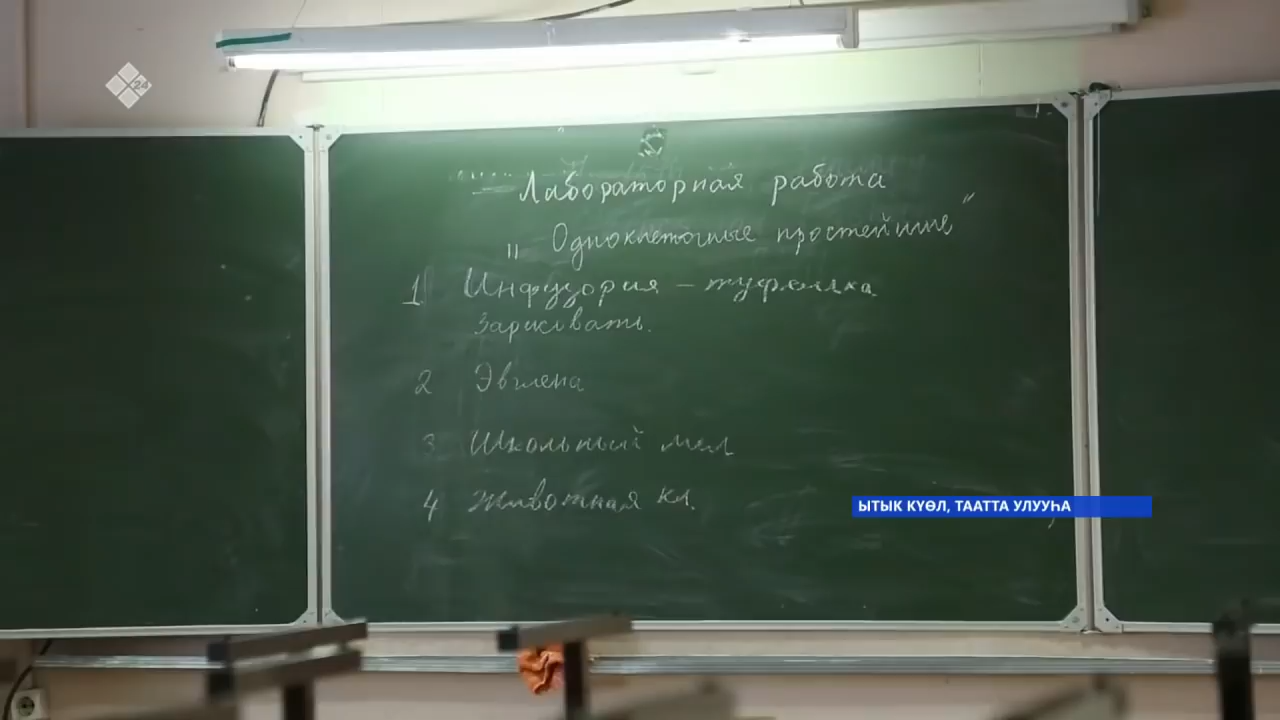 24
Лабораторная работа
„ Одноклеточные простейшие"
1 Инфузория – туфелька
Зарисовать.
2 Эвглена
3 Школьный мел
4 Животная кл.
ЫТЫК КҮӨЛ, ТААТТА УЛУУҺА